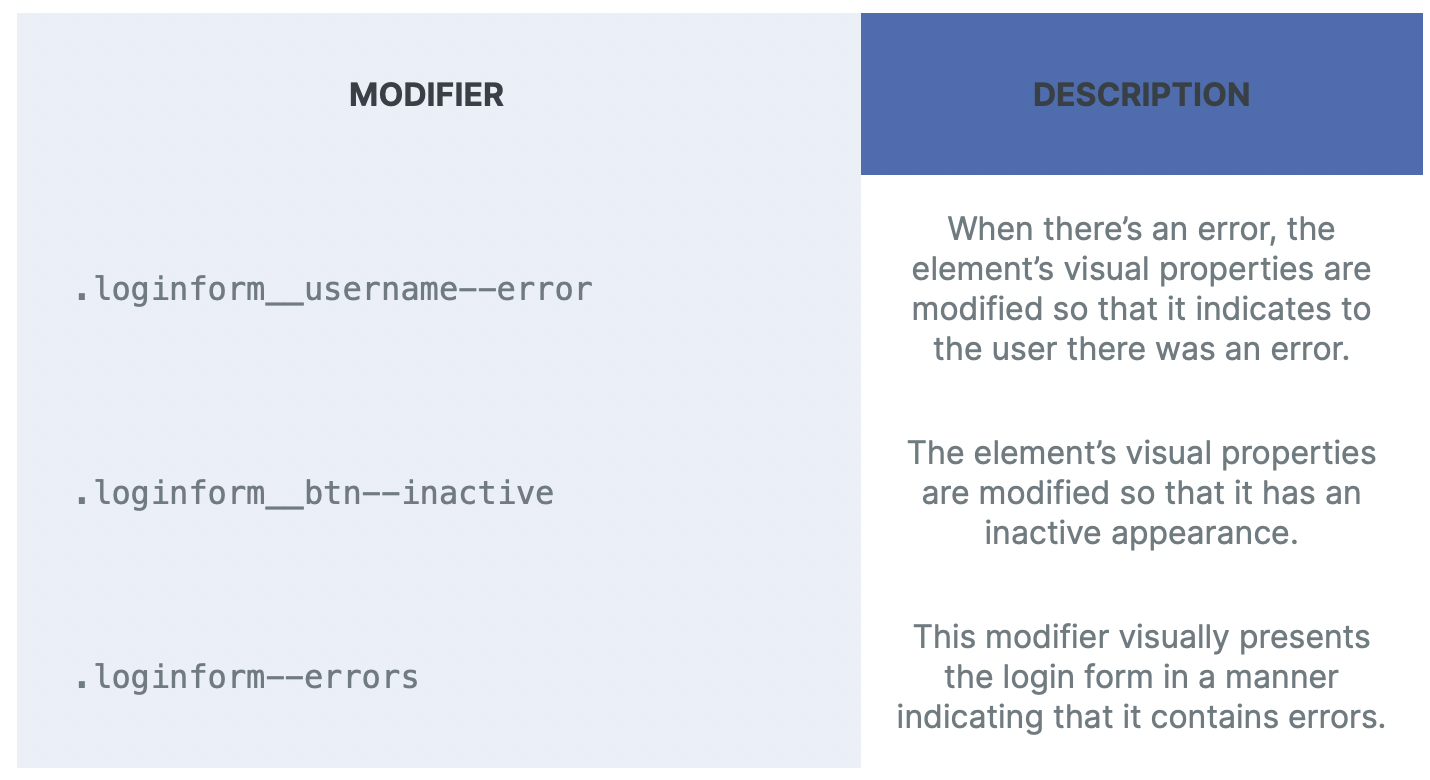 MODIFIER
DESCRIPTION
.loginform__username--error
When there’s an error, the
element’s visual properties are
modified so that it indicates to
the user there was an error.
.loginform__btn--inactive
The element’s visual properties
are modified so that it has an
inactive appearance.
.loginform--errors
This modifier visually presents
the login form in a manner
indicating that it contains errors.